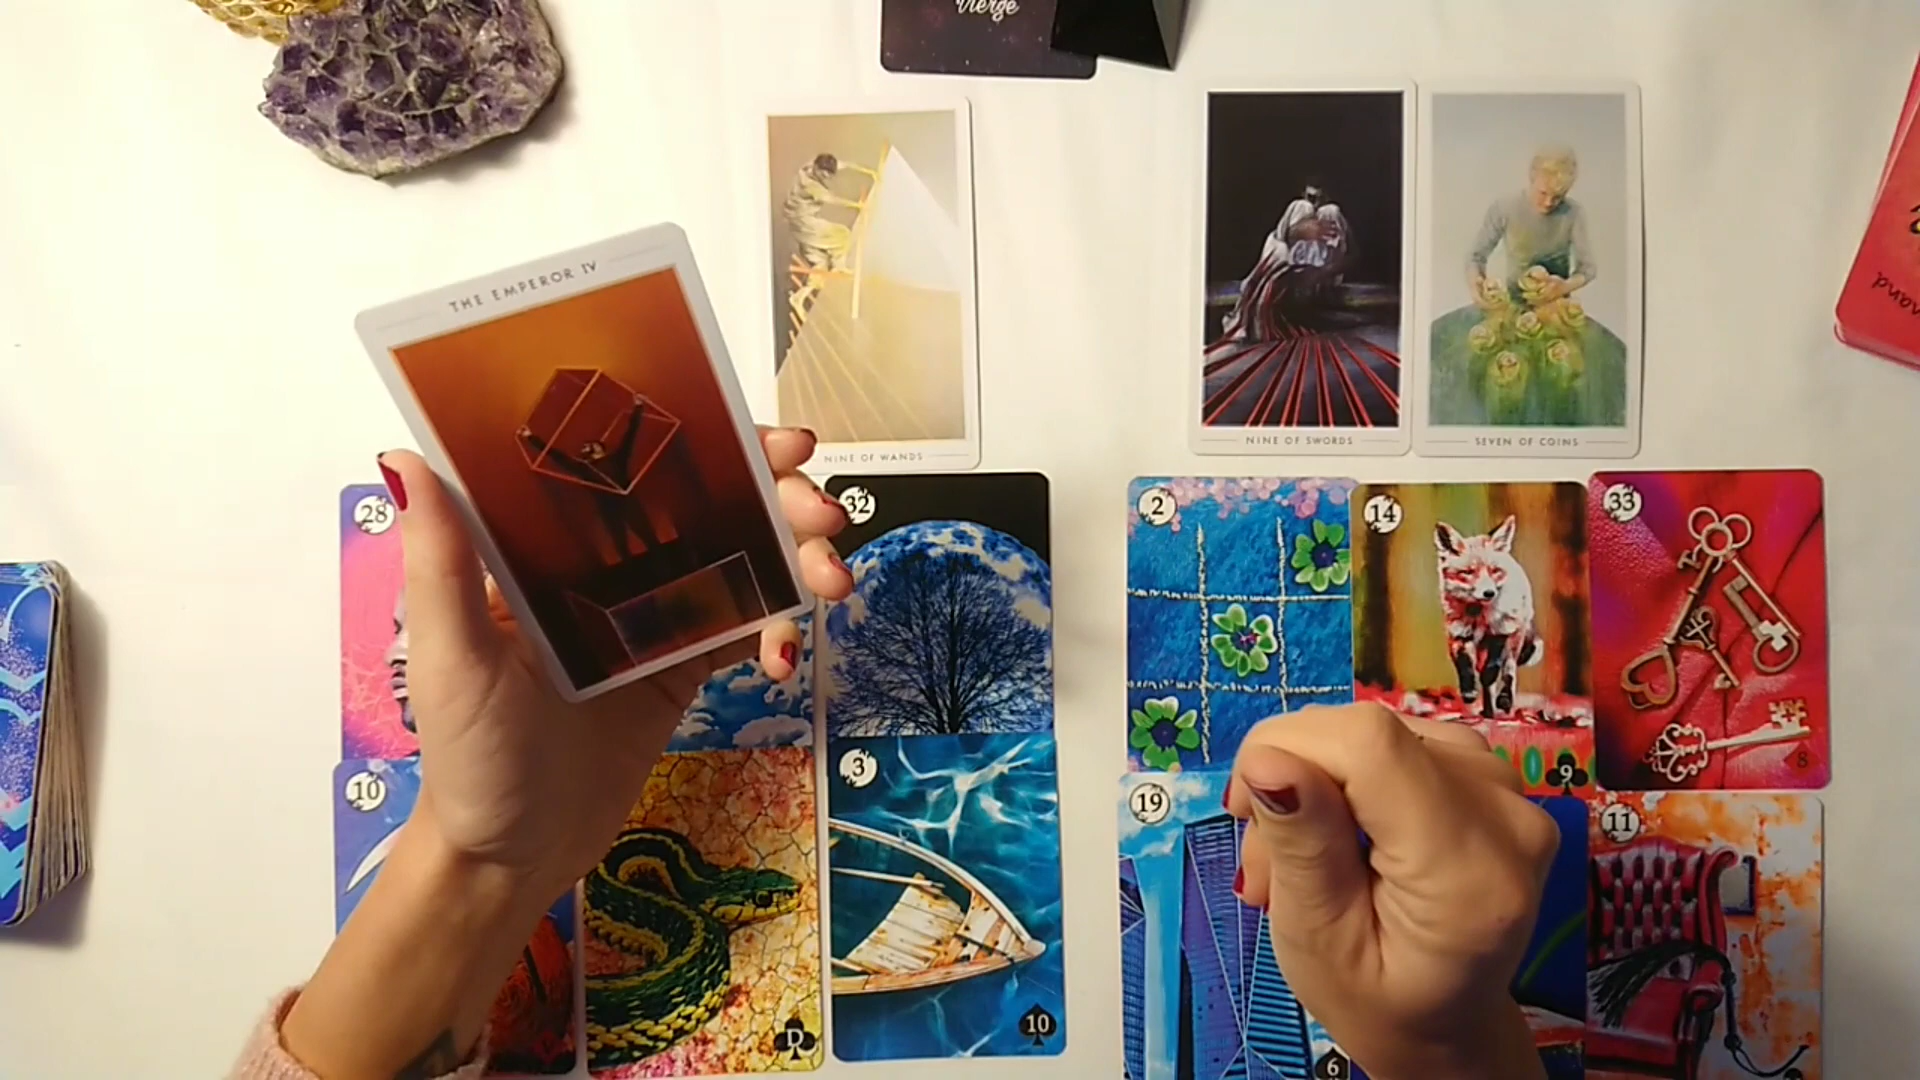 Vierge
THE EMPEROR IV
NINE OF WANDS
NINE OF SWORDS
SEVEN OF COINS
28
32
2
14
33
9
8
10
3
19
11
D
10
6